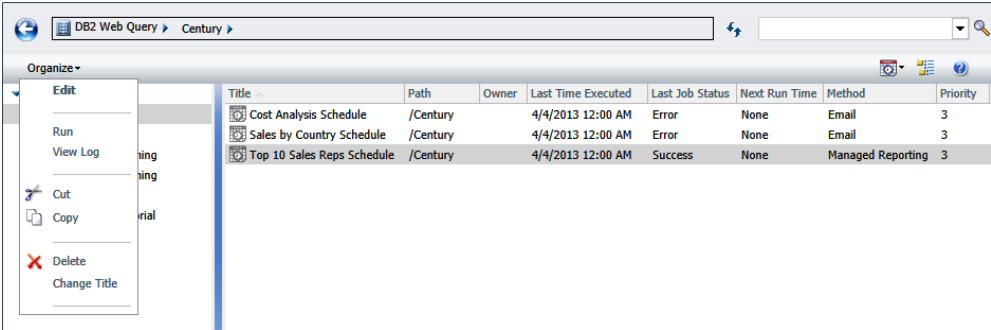 DB2 Web Query Century
Organize
Edit
Run
View Log
Cut
Copy
Delete
Change Title
ning
ning
rial
Title Path Owner Last Time Executed Last Job Status Next Run Time Method Priority
Cost Analysis Schedule /Century 4/4/2013 12:00 AM Error None Email 3
Sales by Country Schedule /Century 4/4/2013 12:00 AM Error None Email 3
Top 10 Sales Reps Schedule /Century 4/4/2013 12:00 AM Success None Managed Reporting 3